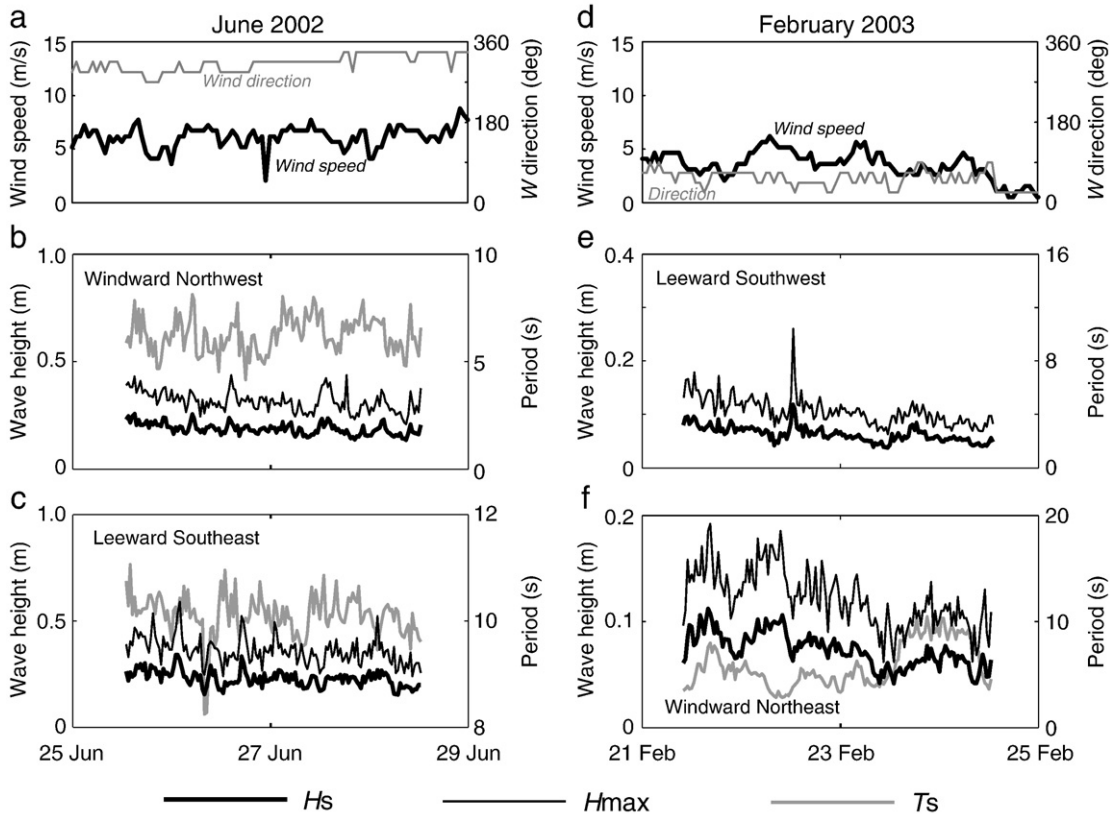 a
June 2002
Wind speed (m/s)
15
10
5
0
Wind direction
Wind speed
360
180
0
W direction (deg)
d
February 2003
Wind speed (m/s)
15
10
5
0
Wind speed
Direction
360
180
0
W direction (deg)
b
Wave height (m)
1.0
0.5
0
Windward Northwest
10
5
0
Period (s)
e
Wave height (m)
0.4
0.2
0
Leeward Southwest
16
8
0
Period (s)
c
Wave height (m)
1.0
0.5
0
Leeward Southeast
12
10
8
Period (s)
25 Jun
27 Jun
29 Jun
f
Wave height (m)
0.2
0.1
0
Windward Northeast
20
10
0
Period (s)
21 Feb
23 Feb
25 Feb
Hs
Hmax
Ts